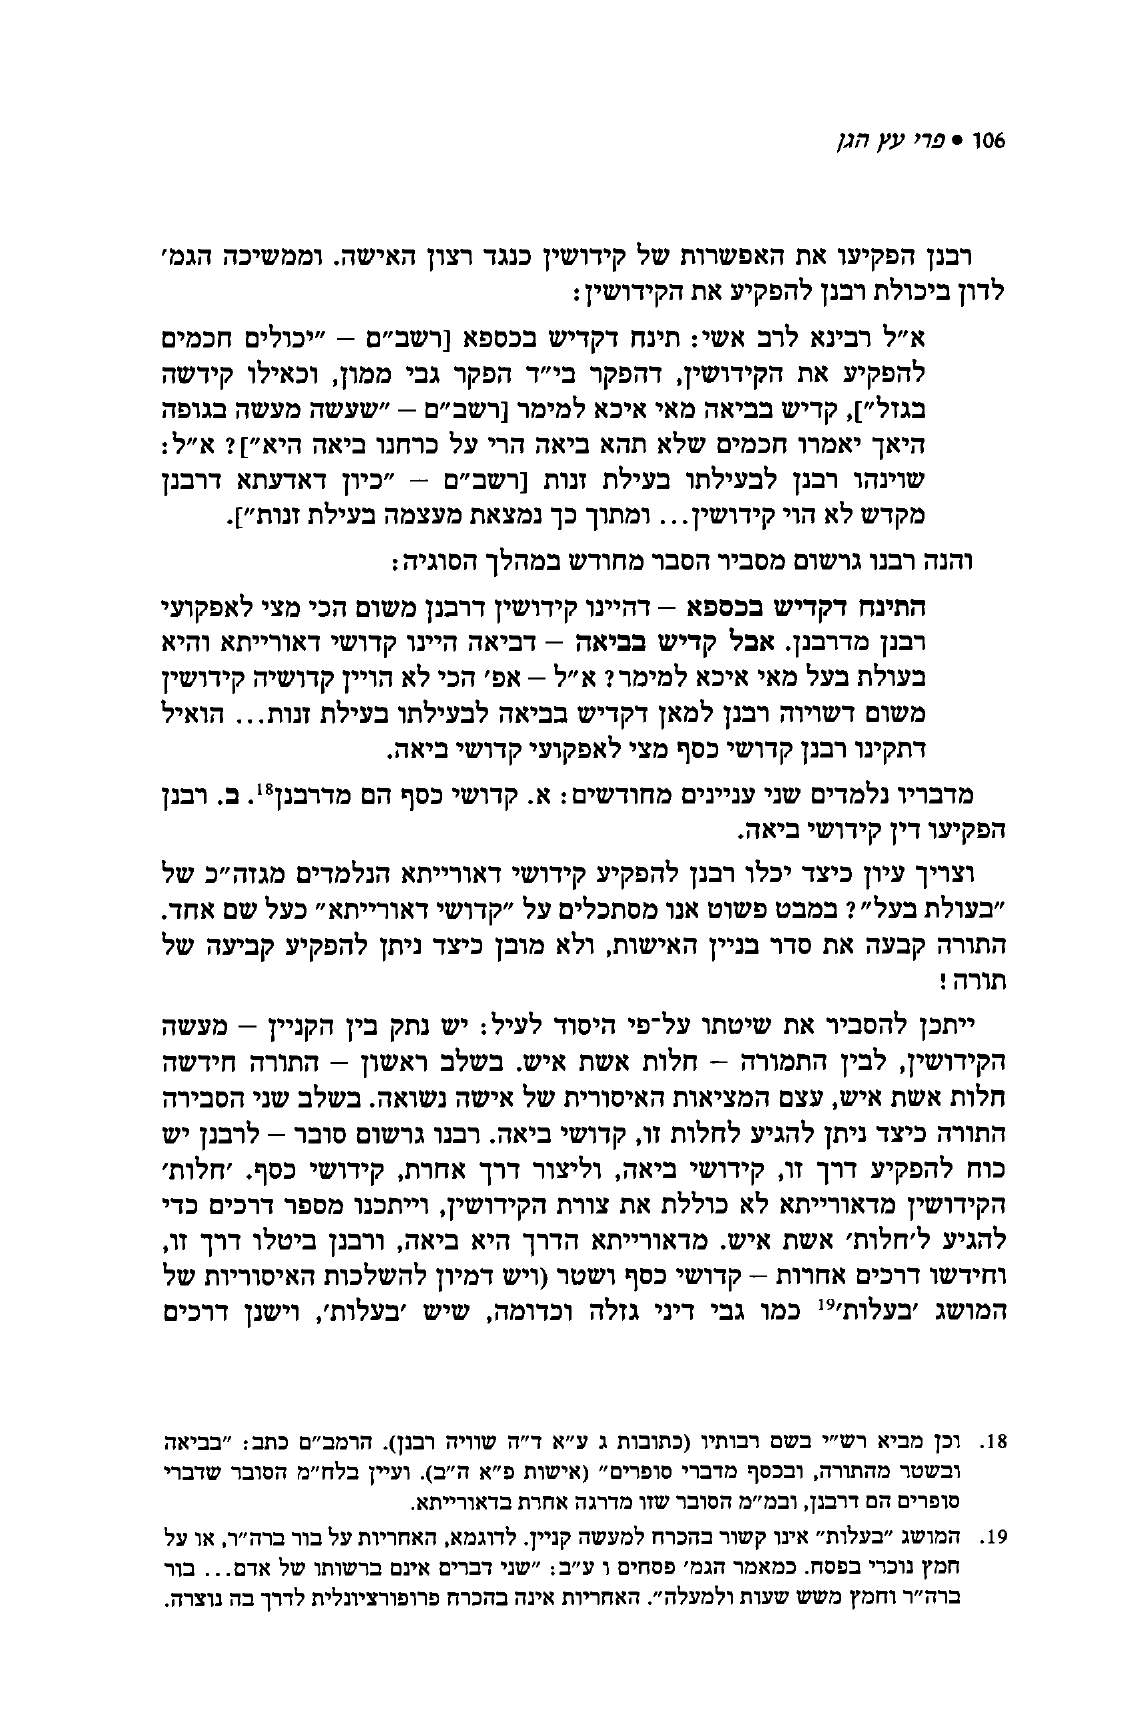 106 • פרי עץ הגן
רבנן הפקיעו את האפשרות של קידושין כנגד רצון האישה. וממשיכה הגמ׳
לדון ביכולת רבנן להפקיע את הקידושין:
א״ל רבינא לרב אשי: תינח דקדיש בכספא [רשב״ם – ״יכולים חכמים
להפקיע את הקידושין, דהפקר בי״ד הפקר גבי ממון, וכאילו קידשה
בגזל״], קדיש בביאה מאי איכא למימר [רשב״ם – ״שעשה מעשה בגופה
היאך יאמרו חכמים שלא תהא ביאה הרי על כרחנו ביאה היא״]? א״ל:
שוינהו רבנן לבעילתו בעילת זנות [רשב״ם – ״כיון דאדעתא דרבנן
מקדש לא הוי קידושין... ומתוך כך נמצאת מעצמה בעילת זנות״].
והנה רבנו גרשום מסביר הסבר מחודש במהלך הסוגיה:
התינח דקדיש בכספא – דהיינו קידושין דרבנן משום הכי מצי לאפקועי
רבנן מדרבנן. אבל קדיש בביאה – דביאה היינו קדושי דאורייתא והיא
בעולת בעל מאי איכא למימר? א״ל – אפ׳ הכי לא הויין קדושיה קידושין
משום דשויוה רבנן למאן דקדיש בביאה לבעילתו בעילת זנות... הואיל
דתקינו רבנן קדושי כסף מצי לאפקועי קדושי ביאה.
מדבריו נלמדים שני עניינים מחודשים: א. קדושי כסף הם מדרבנן18. ב. רבנן
הפקיעו דין קידושי ביאה.
וצריך עיון כיצד יכלו רבנן להפקיע קידושי דאורייתא הנלמדים מגזה״כ של
״בעולת בעל״? במבט פשוט אנו מסתכלים על ״קדושי דאורייתא״ כעל שם אחד.
התורה קבעה את סדר בניין האישות, ולא מובן כיצד ניתן להפקיע קביעה של
תורה!
ייתכן להסביר את שיטתו על־פי היסוד לעיל: יש נתק בין הקניין – מעשה
הקידושין, לבין התמורה – חלות אשת איש. בשלב ראשון – התורה חידשה
חלות אשת איש, עצם המציאות האיסורית של אישה נשואה. בשלב שני הסבירה
התורה כיצד ניתן להגיע לחלות זו, קדושי ביאה. רבנו גרשום סובר – לרבנן יש
כוח להפקיע דרך זו, קידושי ביאה, וליצור דרך אחרת, קידושי כסף. ׳חלות׳
הקידושין מדאורייתא לא כוללת את צורת הקידושין, וייתכנו מספר דרכים כדי
להגיע ל׳חלות׳ אשת איש. מדאורייתא הדרך היא ביאה, ורבנן ביטלו דרך זו,
וחידשו דרכים אחרות – קדושי כסף ושטר (ויש דמיון להשלכות האיסוריות של
המושג ׳בעלות׳19 כמו גבי דיני גזלה וכדומה, שיש ׳בעלות׳, וישנן דרכים
18. וכן מביא רש״י בשם רבותיו (כתובות ג ע״א ד״ה שוויה רבנן). הרמב״ם כתב: ״בביאה
ובשטר מהתורה, ובכסף מדברי סופרים״ (אישות פ״א ה״ב). ועיין בלח״מ הסובר שדברי
סופרים הם דרבנן, ובמ״מ הסובר שזו מדרגה אחרת בדאורייתא.
19. המושג ״בעלות״ אינו קשור בהכרח למעשה קניין. לדוגמא, האחריות על בור ברה״ר, או על
חמץ נוכרי בפסח. כמאמר הגמ׳ פסחים ו ע״ב: ״שני דברים אינם ברשותו של אדם... בור
ברה״ר וחמץ משש שעות ולמעלה״. האחריות אינה בהכרח פרופורציונלית לדרך בה נוצרה.